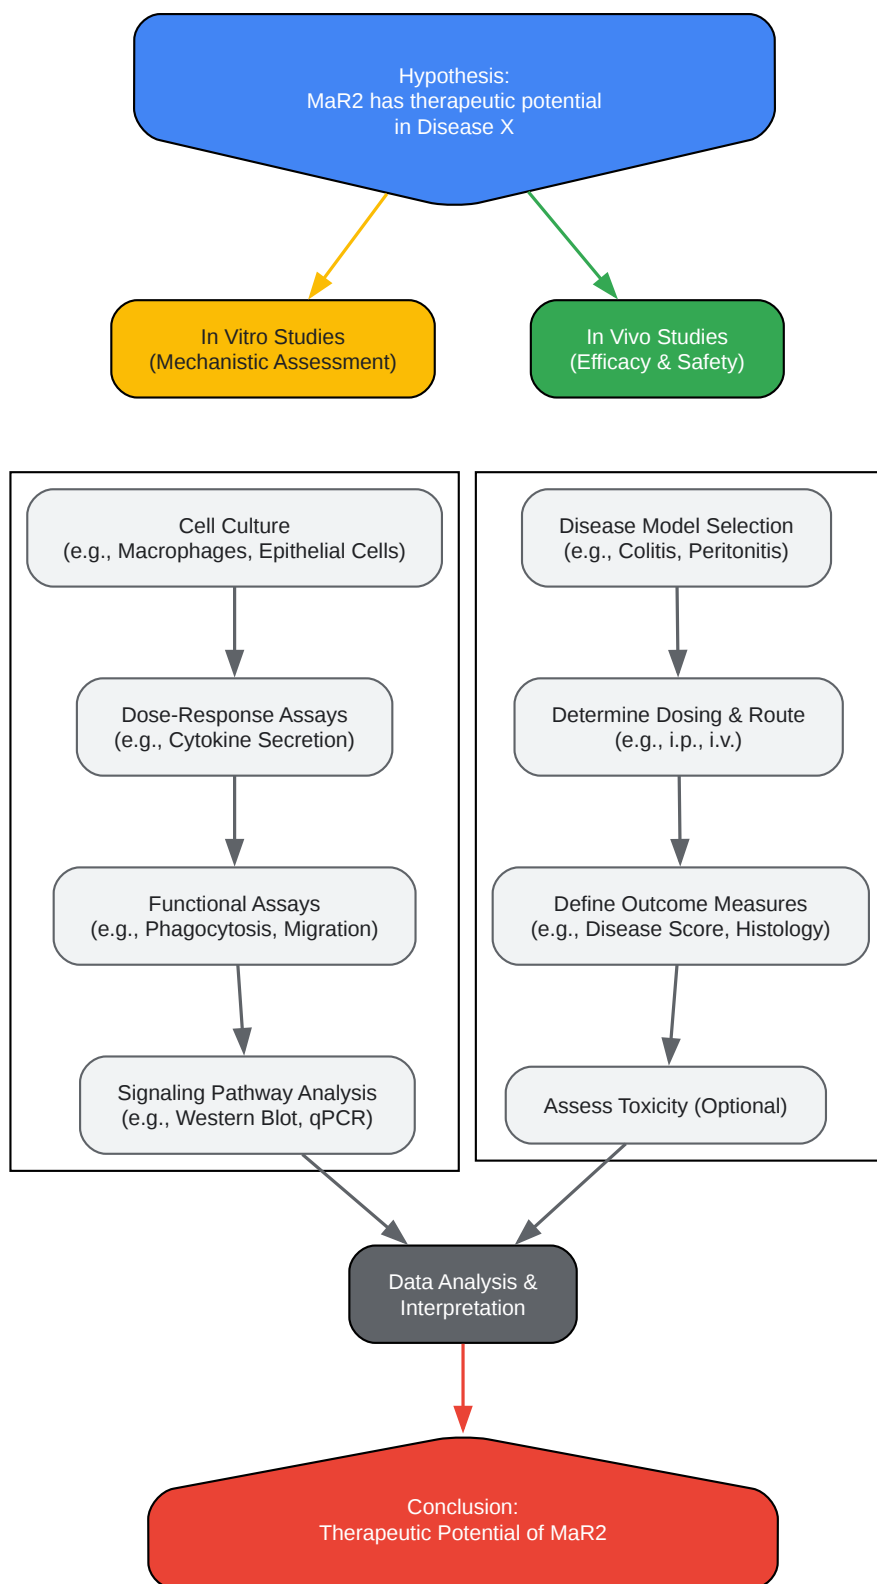 Hypothesis:
MaR2 has therapeutic potential
in Disease X
In Vitro Studies
(Mechanistic Assessment)
In Vivo Studies
(Efficacy & Safety)
Cell Culture
(e.g., Macrophages, Epithelial Cells)
Dose-Response Assays
(e.g., Cytokine Secretion)
Functional Assays
(e.g., Phagocytosis, Migration)
Signaling Pathway Analysis
(e.g., Western Blot, qPCR)
Disease Model Selection
(e.g., Colitis, Peritonitis)
Determine Dosing & Route
(e.g., i.p., i.v.)
Define Outcome Measures
(e.g., Disease Score, Histology)
Assess Toxicity (Optional)
Data Analysis &
Interpretation
Conclusion:
Therapeutic Potential of MaR2